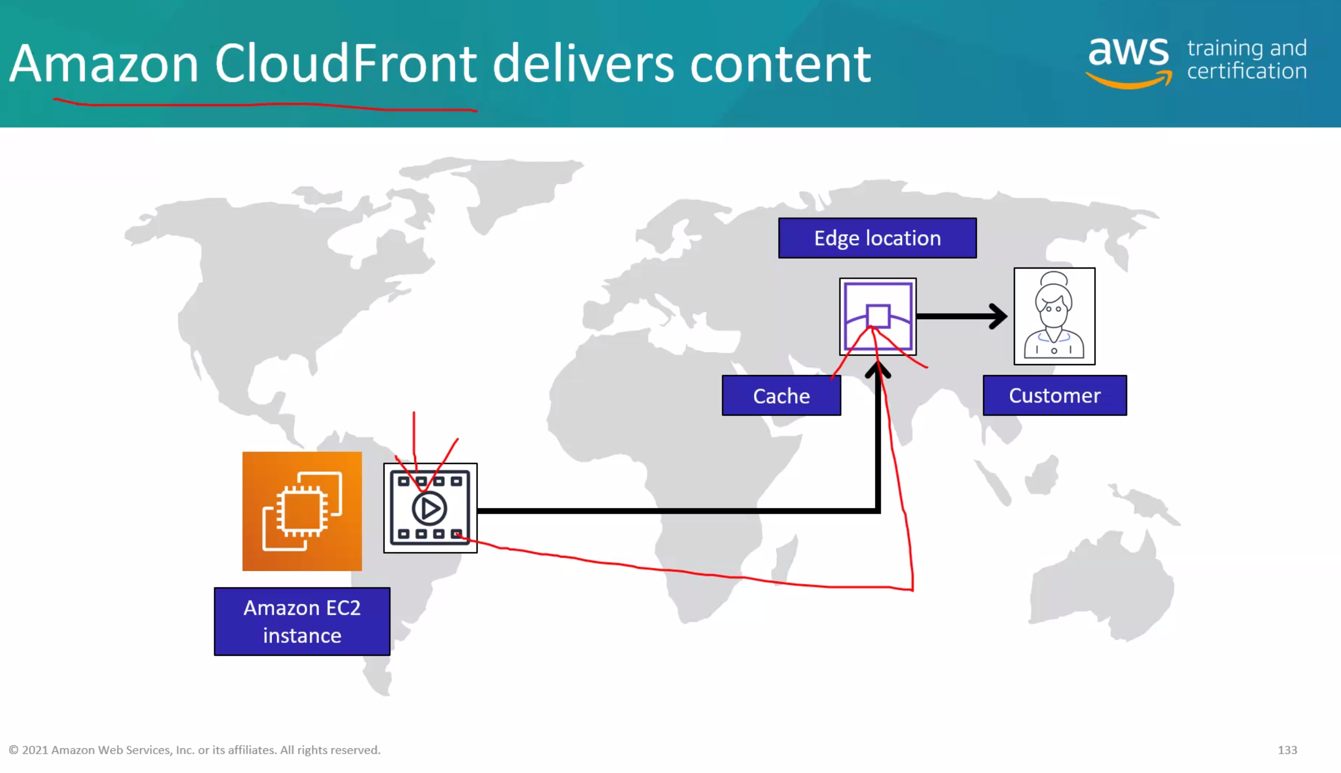 Amazon CloudFront delivers content
aws training and
certification
Edge location
Cache
Customer
Amazon EC2
instance
© 2021 Amazon Web Services, Inc. or its affiliates. All rights reserved.
133